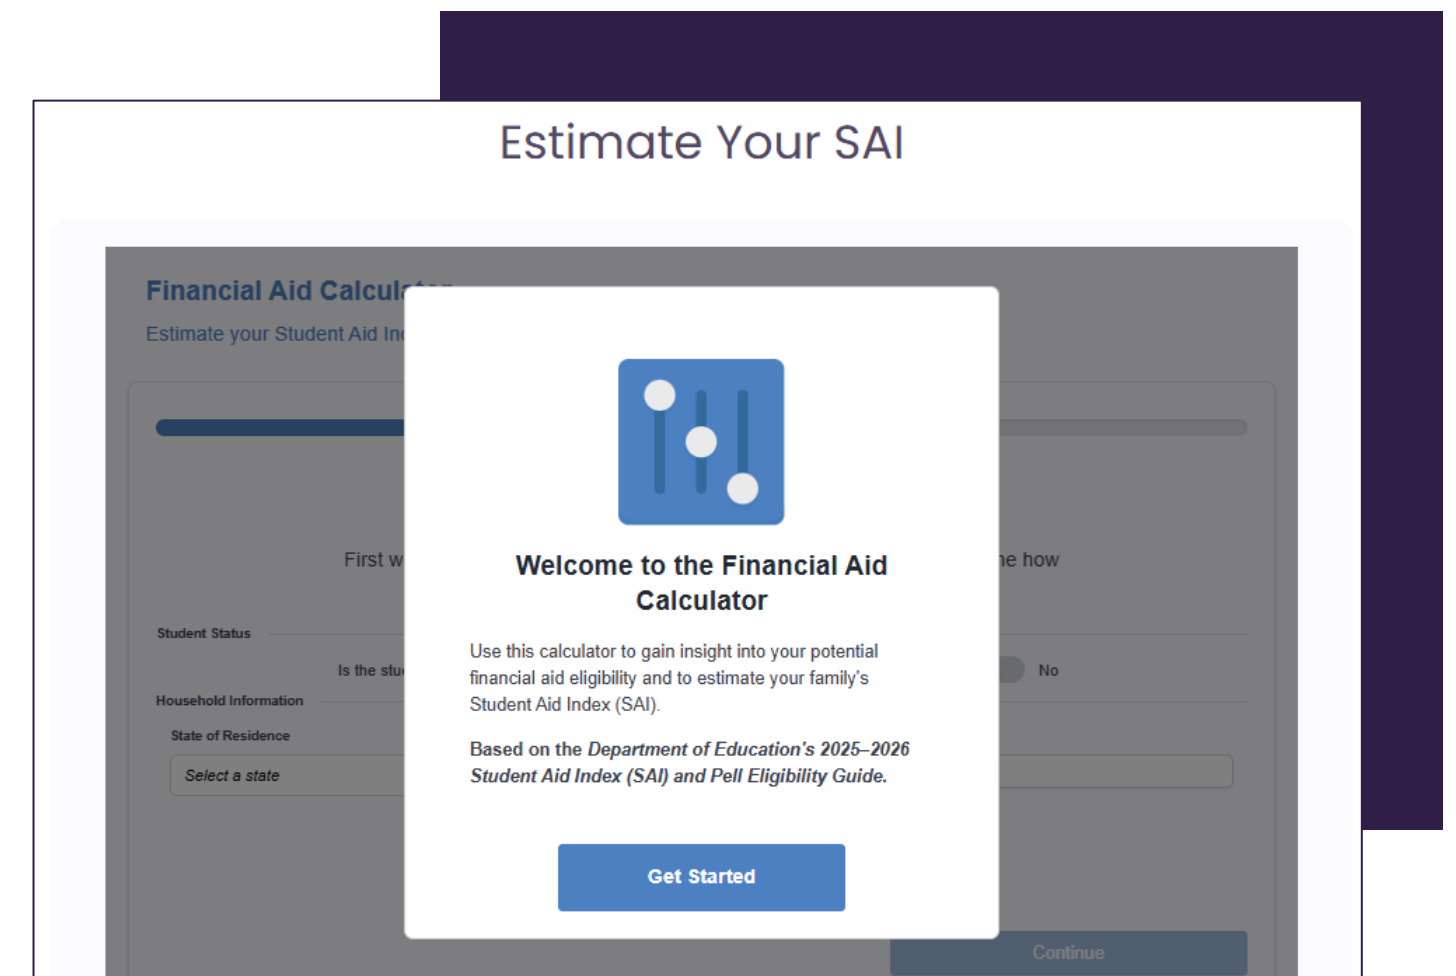 Estimate Your SAI
Financial Aid
Estimate your Student Aid
Welcome to the Financial Aid
Calculator
First
how
Use this calculator to gain insight into your potential
financial aid eligibility and to estimate your family's
Student Aid Index (SAI).
Based on the Department of Education's 2025–2026
Student Aid Index (SAI) and Pell Eligibility Guide.
Get Started
Student Status
Is the
No
Household Information
State of Residence
Select a state
Continue